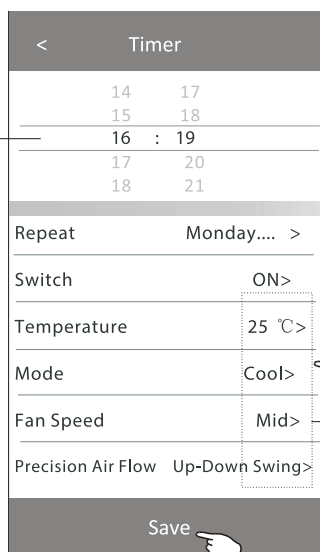 < Timer
14 17
15 18
16 : 19
17 20
18 21
Repeat Monday.... >
Switch ON>
Temperature 25 ℃>
Mode Cool>
Fan Speed Mid>
Precision Air Flow Up-Down Swing>
Save